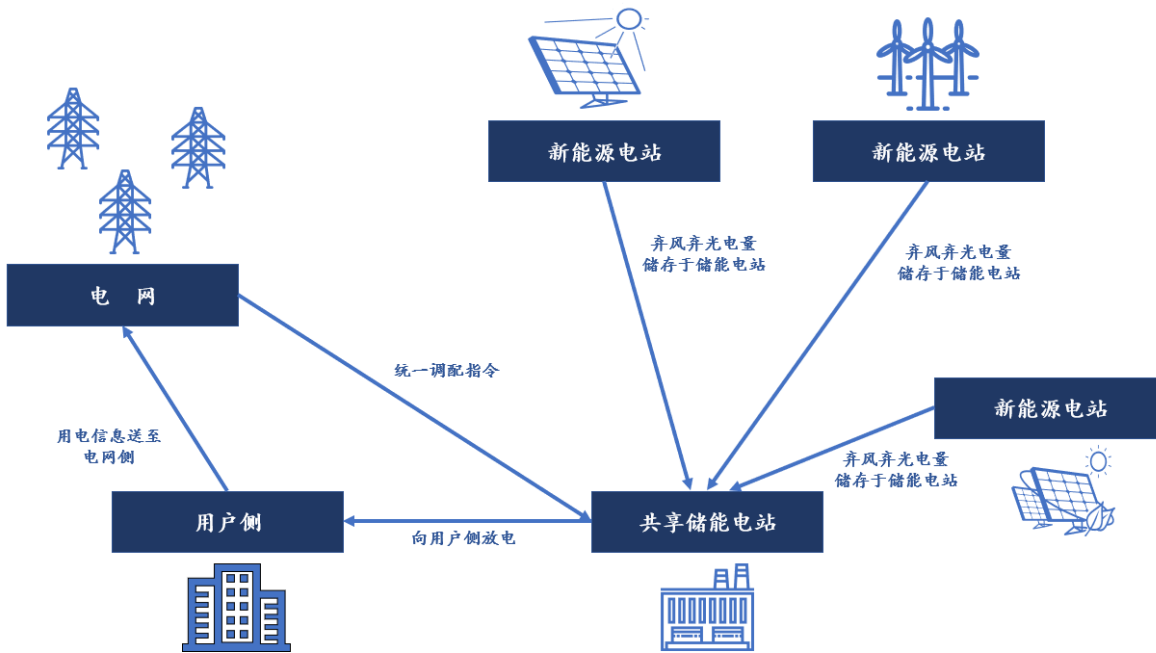 新能源电站
新能源电站
弃风弃光电量
储存于储能电站
弃风弃光电量
储存于储能电站
电 网
统一调配指令
新能源电站
用电信息送至
电网侧
弃风弃光电量
储存于储能电站
用户侧
向用户侧放电
共享储能电站